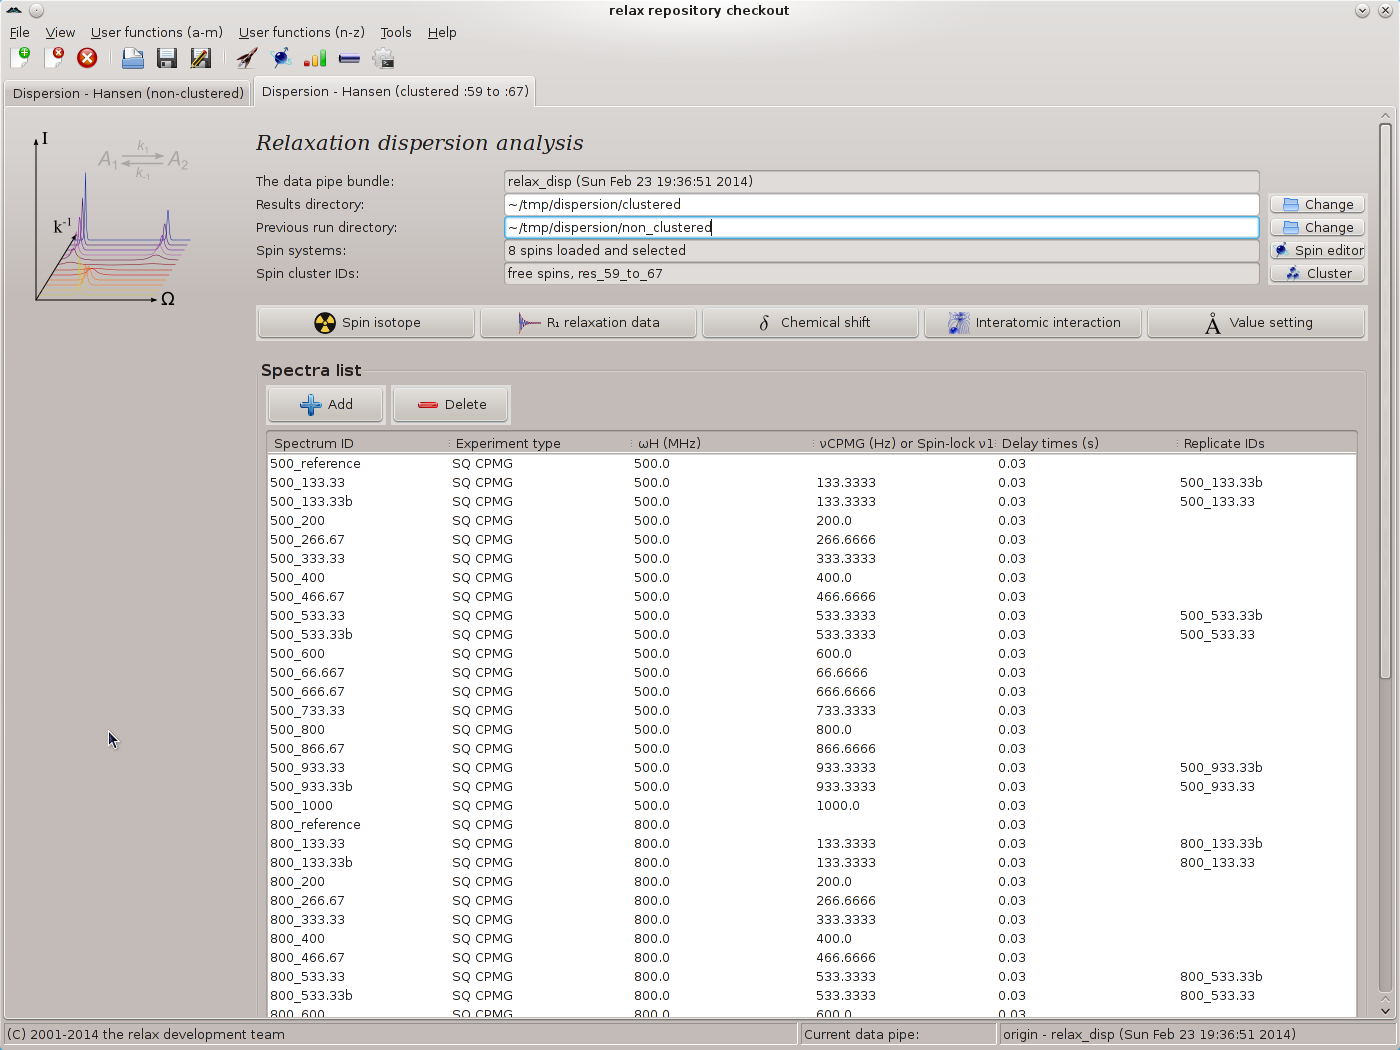 relax repository checkout
File View User functions (a-m) User functions (n-z) Tools Help
Dispersion - Hansen (non-clustered) Dispersion - Hansen (clustered :59 to :67)
I
A1 k1 A2
k-1
k-1
Ω
Relaxation dispersion analysis
The data pipe bundle: relax_disp (Sun Feb 23 19:36:51 2014)
Results directory: ~/tmp/dispersion/clustered Change
Previous run directory: ~/tmp/dispersion/non_clustered Change
Spin systems: 8 spins loaded and selected Spin editor
Spin cluster IDs: free spins, res_59_to_67 Cluster
Spin isotope R₁ relaxation data δ Chemical shift Interatomic interaction Å Value setting
Spectra list
Add Delete
Spectrum ID Experiment type ωH (MHz) νCPMG (Hz) or Spin-lock ν1 Delay times (s) Replicate IDs
500_reference SQ CPMG 500.0 0.03
500_133.33 SQ CPMG 500.0 133.3333 0.03 500_133.33b
500_133.33b SQ CPMG 500.0 133.3333 0.03 500_133.33
500_200 SQ CPMG 500.0 200.0 0.03
500_266.67 SQ CPMG 500.0 266.6666 0.03
500_333.33 SQ CPMG 500.0 333.3333 0.03
500_400 SQ CPMG 500.0 400.0 0.03
500_466.67 SQ CPMG 500.0 466.6666 0.03
500_533.33 SQ CPMG 500.0 533.3333 0.03 500_533.33b
500_533.33b SQ CPMG 500.0 533.3333 0.03 500_533.33
500_600 SQ CPMG 500.0 600.0 0.03
500_66.667 SQ CPMG 500.0 66.6666 0.03
500_666.67 SQ CPMG 500.0 666.6666 0.03
500_733.33 SQ CPMG 500.0 733.3333 0.03
500_800 SQ CPMG 500.0 800.0 0.03
500_866.67 SQ CPMG 500.0 866.6666 0.03
500_933.33 SQ CPMG 500.0 933.3333 0.03 500_933.33b
500_933.33b SQ CPMG 500.0 933.3333 0.03 500_933.33
500_1000 SQ CPMG 500.0 1000.0 0.03
800_reference SQ CPMG 800.0 0.03
800_133.33 SQ CPMG 800.0 133.3333 0.03 800_133.33b
800_133.33b SQ CPMG 800.0 133.3333 0.03 800_133.33
800_200 SQ CPMG 800.0 200.0 0.03
800_266.67 SQ CPMG 800.0 266.6666 0.03
800_333.33 SQ CPMG 800.0 333.3333 0.03
800_400 SQ CPMG 800.0 400.0 0.03
800_466.67 SQ CPMG 800.0 466.6666 0.03
800_533.33 SQ CPMG 800.0 533.3333 0.03 800_533.33b
800_533.33b SQ CPMG 800.0 533.3333 0.03 800_533.33
800_600 SQ CPMG 800.0 600.0 0.03
(C) 2001-2014 the relax development team Current data pipe: origin - relax_disp (Sun Feb 23 19:36:51 2014)